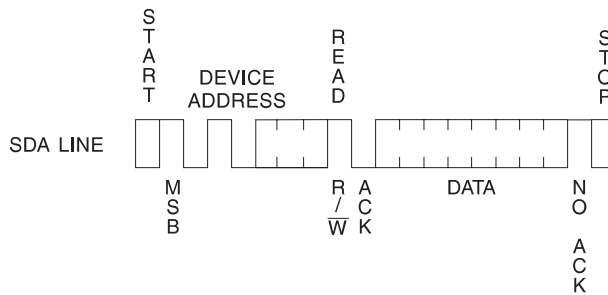 START
READ
STOP
DEVICE
ADDRESS
SDA LINE
MSB
R/W
ACK
DATA
NO ACK